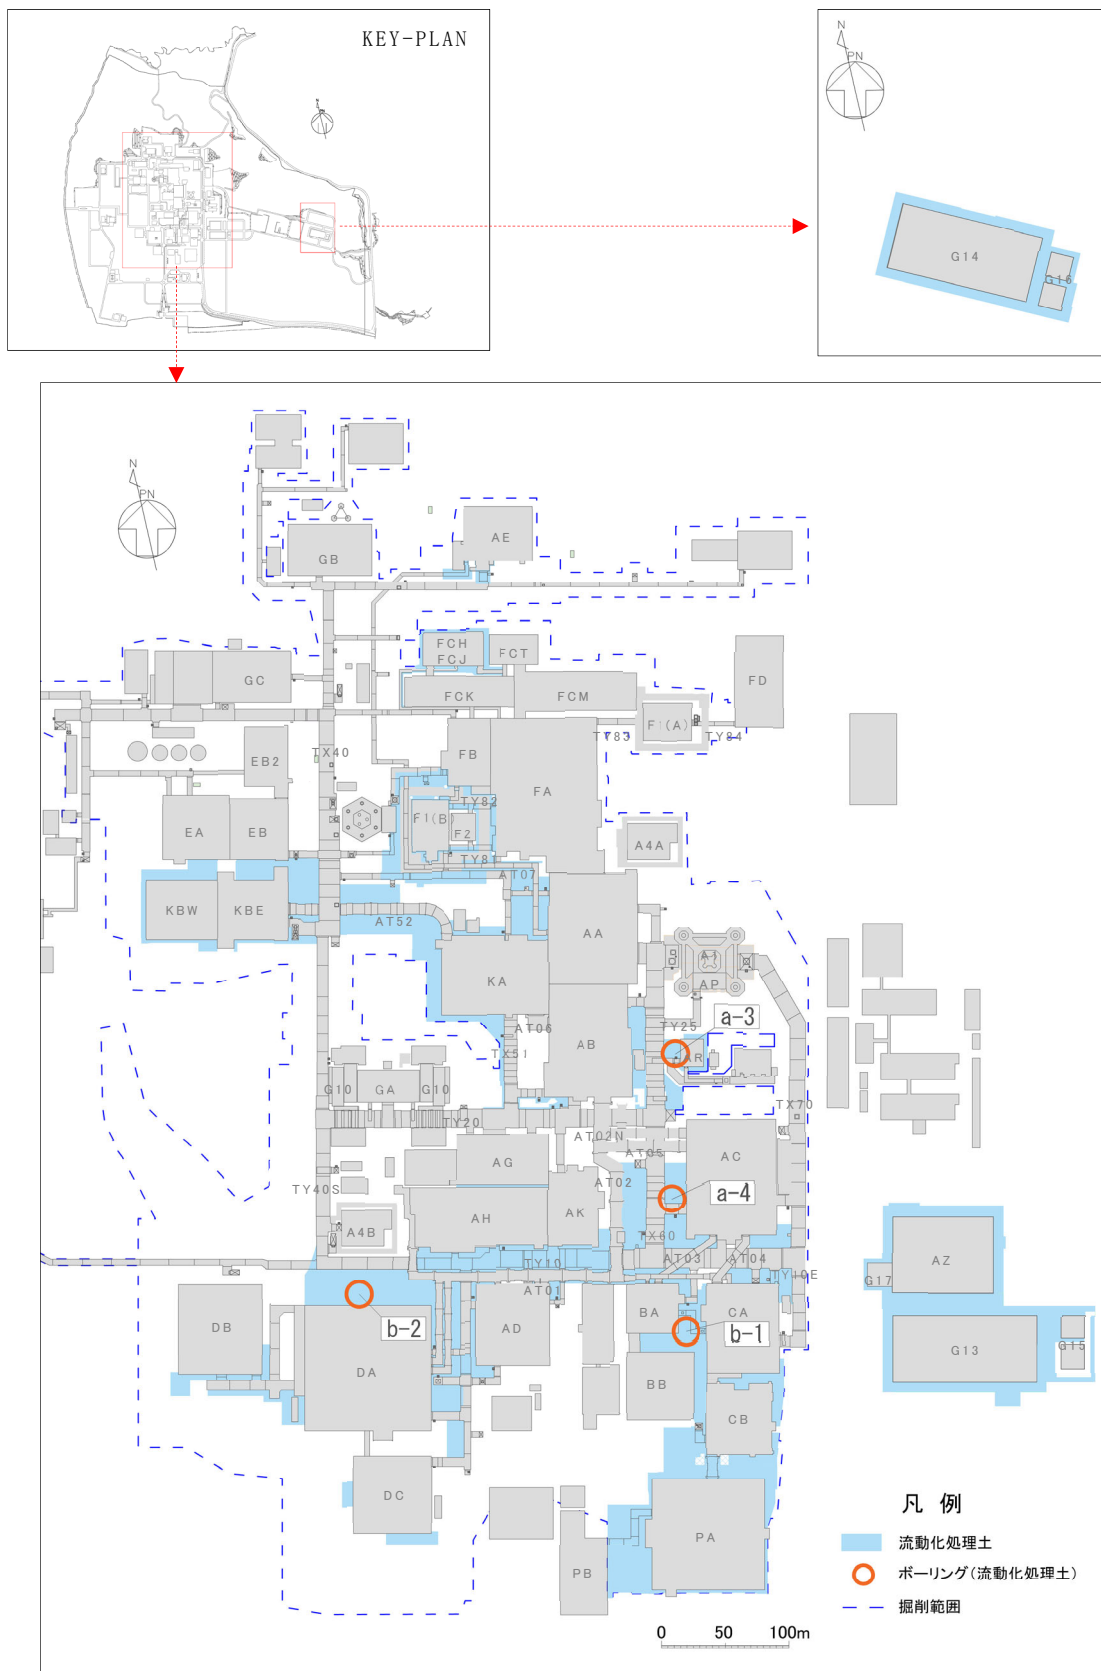 KEY-PLAN
N
PN
G14
G16
N
PN
AE
GB
FCH
FCJ
FCT
GC
FCK
FCM
FD
F1(A)
TY83
TY84
TX40
FB
EB2
FA
TY82
F1(B)
F2
EA
EB
A4A
TY81
AT07
KBW
KBE
AT52
AA
A1
KA
AP
AT06
TY25
a-3
TX51
AB
AR
G10
GA
G10
TX70
TY20
AT02N
AT05
AC
AG
TY40S
AT02
a-4
AH
AK
A4B
TX60
AT03
AT04
TY10
TY10E
AZ
G17
AT01
b-2
BA
CA
DB
b-1
AD
G13
G15
DA
BB
CB
DC
凡 例
流動化処理土
PA
ボーリング(流動化処理土)
PB
掘削範囲
0 50 100m